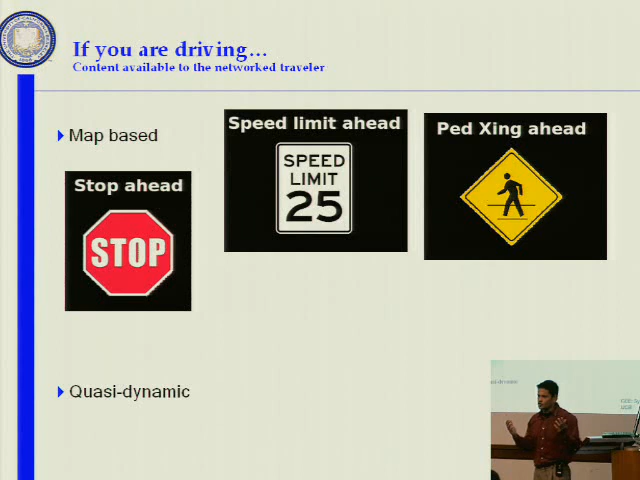 If you are driving...
Content available to the networked traveler
Map based
Stop ahead
STOP
Speed limit ahead
SPEED
LIMIT
25
Ped Xing ahead
Quasi-dynamic